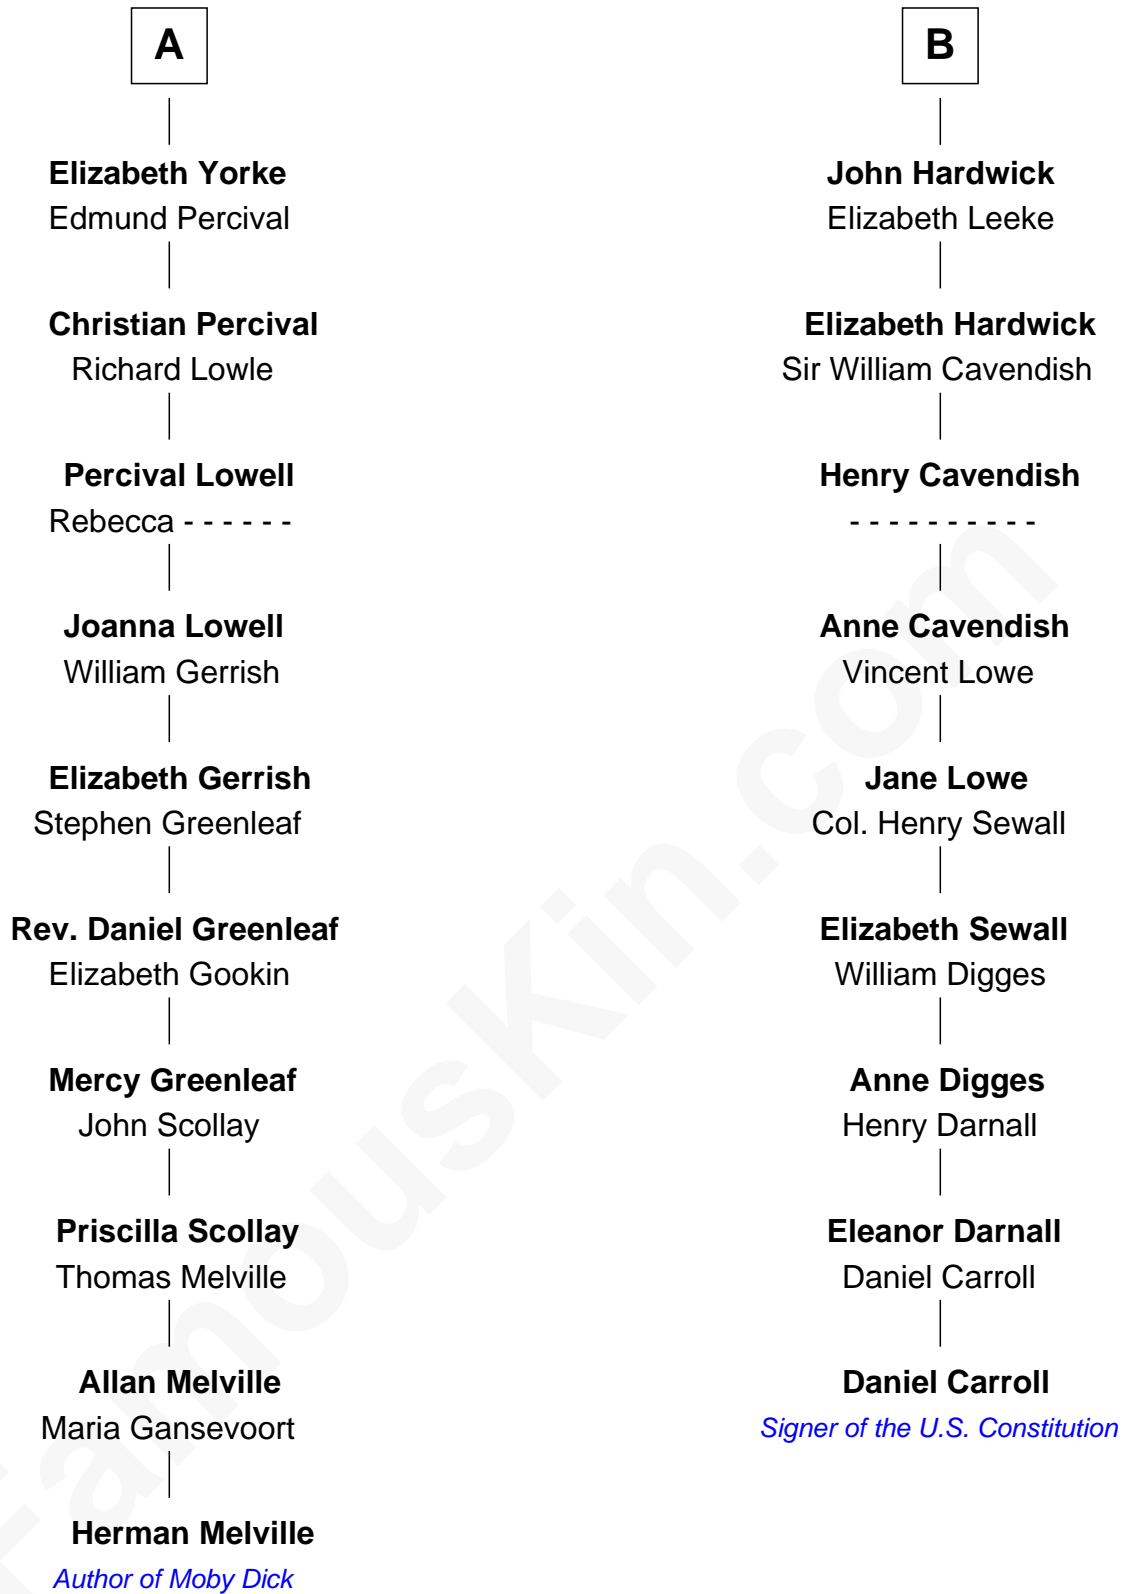 A
Elizabeth Yorke
Edmund Percival
Christian Percival
Richard Lowle
Percival Lowell
Rebecca - - - - - -
Joanna Lowell
William Gerrish
Elizabeth Gerrish
Stephen Greenleaf
Rev. Daniel Greenleaf
Elizabeth Gookin
Mercy Greenleaf
John Scollay
Priscilla Scollay
Thomas Melville
Allan Melville
Maria Gansevoort
Herman Melville
Author of Moby Dick
B
John Hardwick
Elizabeth Leeke
Elizabeth Hardwick
Sir William Cavendish
Henry Cavendish
- - - - - - - - - -
Anne Cavendish
Vincent Lowe
Jane Lowe
Col. Henry Sewall
Elizabeth Sewall
William Digges
Anne Digges
Henry Darnall
Eleanor Darnall
Daniel Carroll
Daniel Carroll
Signer of the U.S. Constitution
FamousKin.com